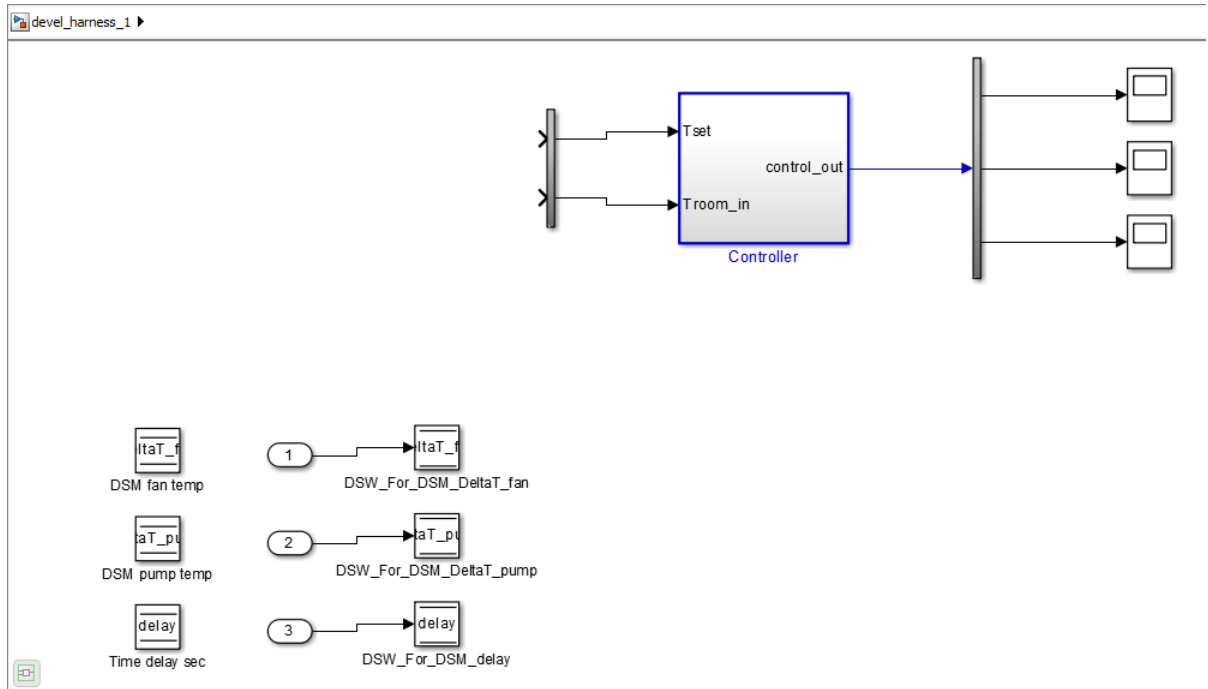 devel_harness_1
Tset
control_out
Troom_in
Controller
ltaT_f
DSM fan temp
1
ltaT_f
DSW_For_DSM_DeltaT_fan
taT_pu
DSM pump temp
2
taT_pu
DSW_For_DSM_DeltaT_pump
delay
Time delay sec
3
delay
DSW_For_DSM_delay